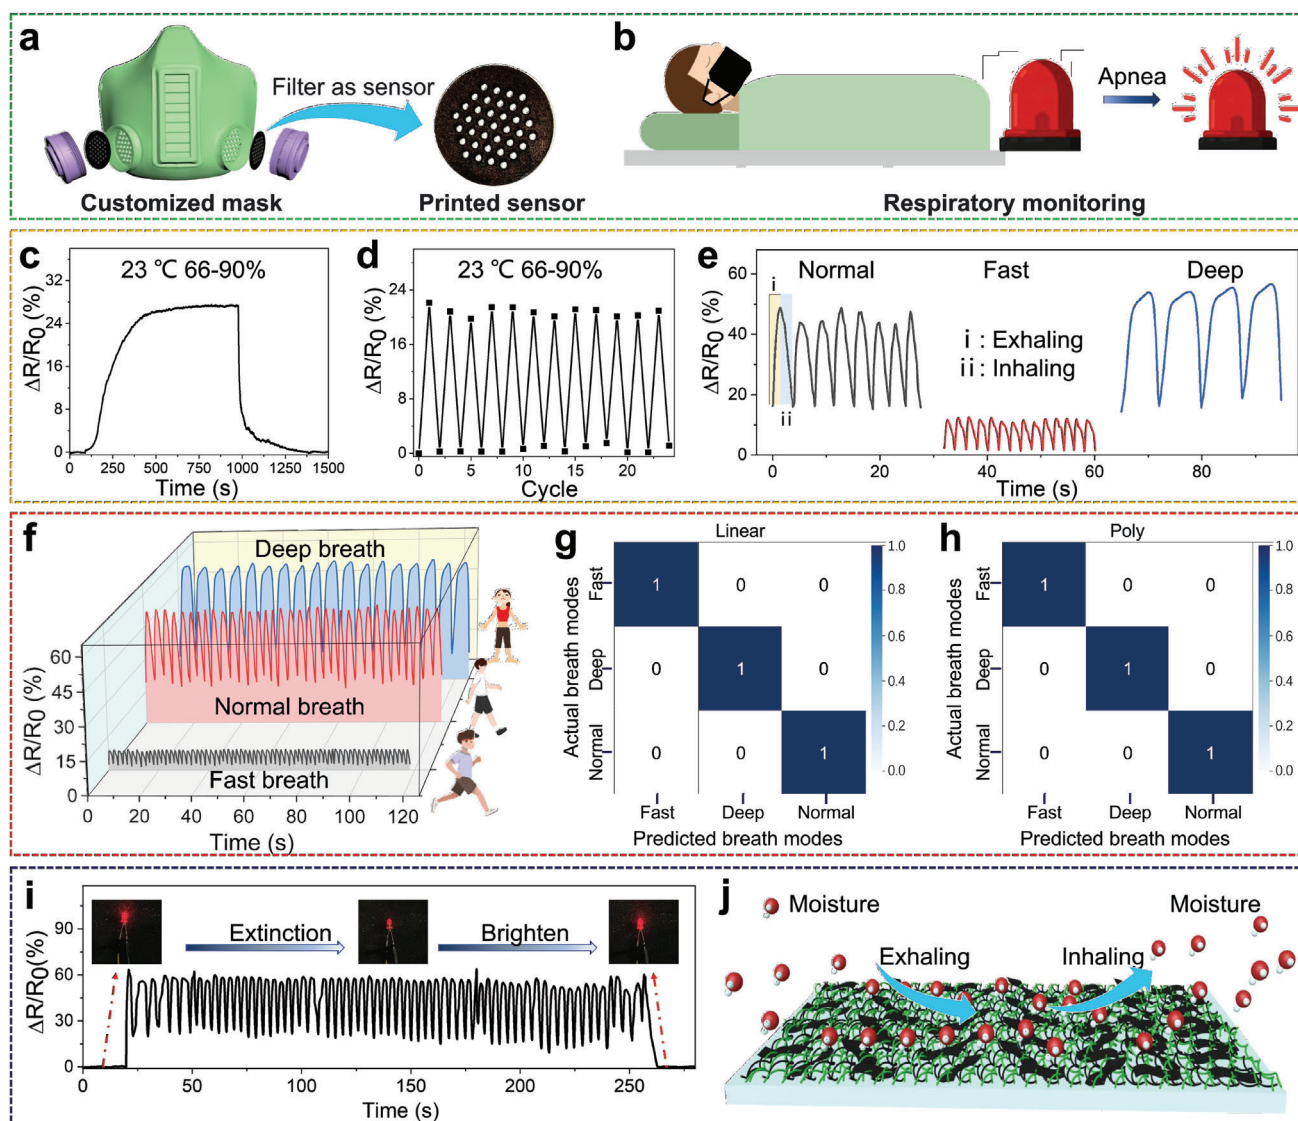 a
Filter as sensor
Customized mask
Printed sensor
b
Apnea
Respiratory monitoring
c
23 ℃ 66-90%
ΔR/R0 (%)
32
24
16
8
0
0 250 500 750 1000 1500
Time (s)
d
23 ℃ 66-90%
ΔR/R0 (%)
24
16
8
0
0 5 10 15 20
Cycle
e
Normal Fast Deep
i
ii
i : Exhaling
ii : Inhaling
ΔR/R0 (%)
60
40
20
0
0 20 40 60 80
Time (s)
f
0 20 40 60 80 100 120
Deep breath
Normal breath
Fast breath
ΔR/R0 (%)
60
45
30
15
0
0 20 40 60 80 100 120
Time (s)
g
Linear
Actual breath modes
Fast
Deep
Normal
1 0 0
0 1 0
0 0 1
Fast Deep Normal
Predicted breath modes
1.0
0.8
0.6
0.4
0.2
0.0
h
Poly
Actual breath modes
Fast
Deep
Normal
1 0 0
0 1 0
0 0 1
Fast Deep Normal
Predicted breath modes
1.0
0.8
0.6
0.4
0.2
0.0
i
Extinction
Brighten
ΔR/R0(%)
90
60
30
0
0 50 100 150 200 250
Time (s)
j
Moisture
Moisture
Exhaling
Inhaling